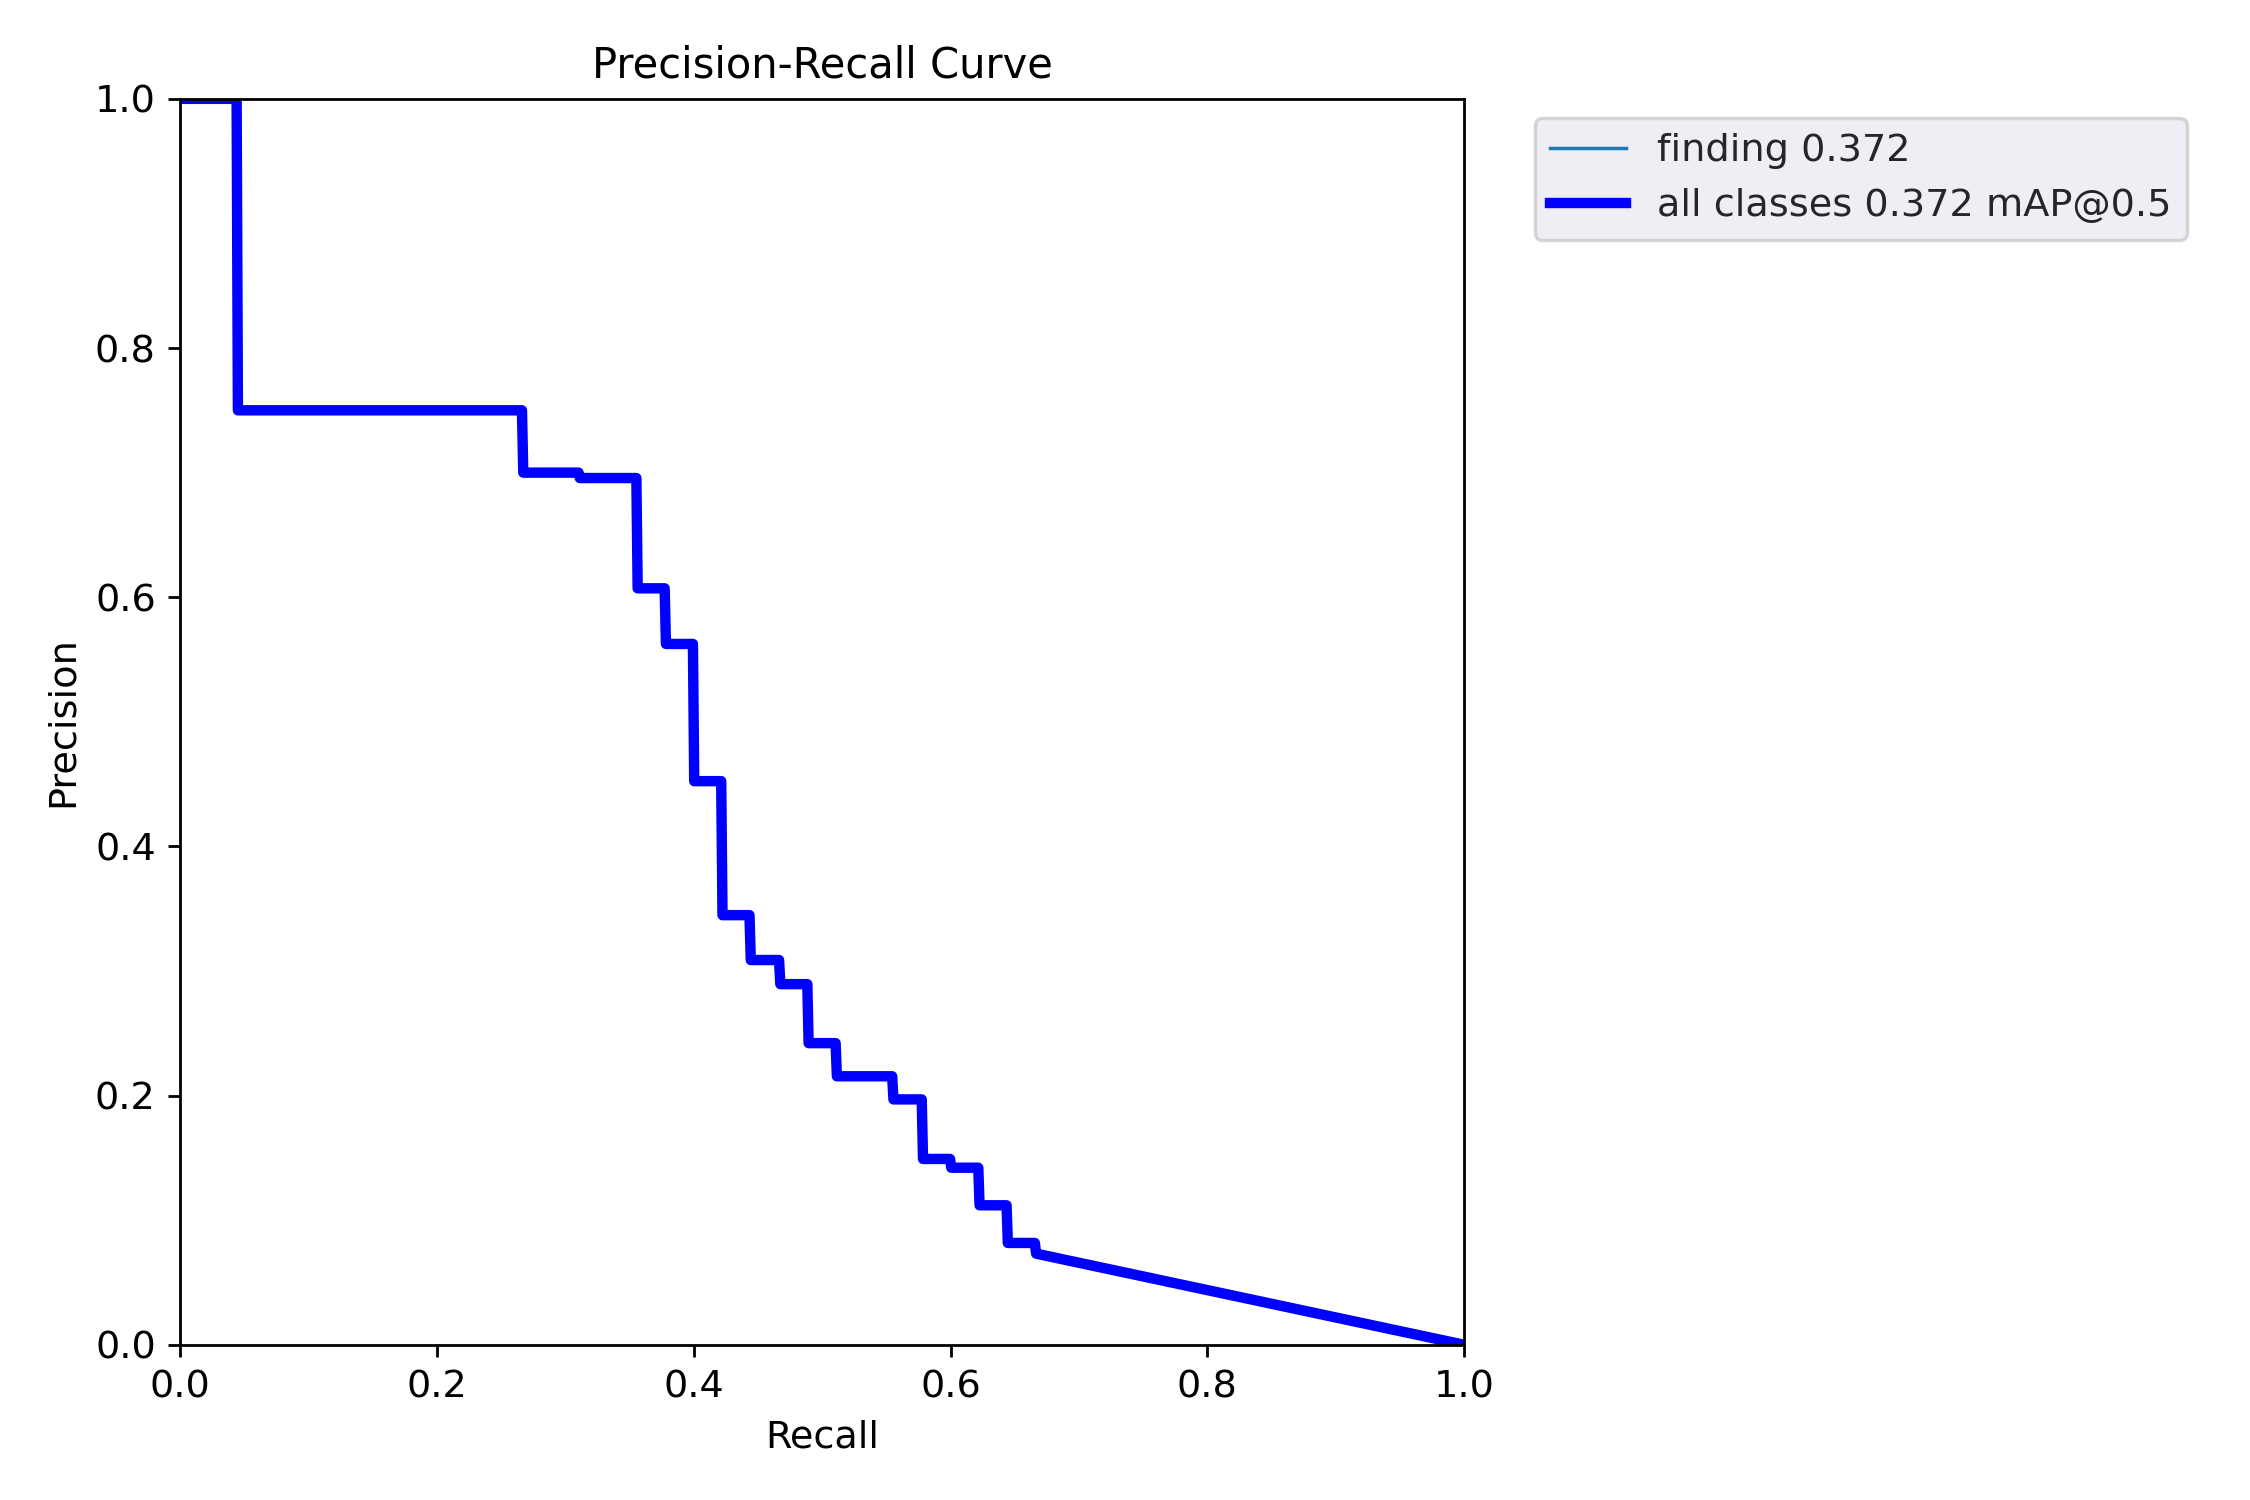 Precision-Recall Curve
1.0
0.8
0.6
0.4
0.2
0.0
Precision
0.0 0.2 0.4 0.6 0.8 1.0
Recall
finding 0.372
all classes 0.372 mAP@0.5